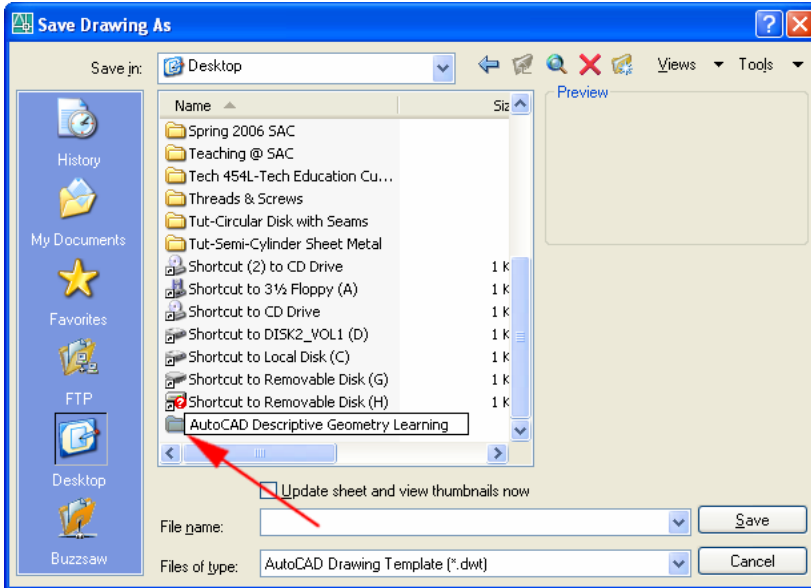 Save Drawing As
Save in:
Desktop
Views
Tools
History
My Documents
Favorites
FTP
Desktop
Buzzsaw
Name
Siz
Spring 2006 SAC
Teaching @ SAC
Tech 454L-Tech Education Cu...
Threads & Screws
Tut-Circular Disk with Seams
Tut-Semi-Cylinder Sheet Metal
Shortcut (2) to CD Drive 1 K
Shortcut to 3½ Floppy (A) 1 K
Shortcut to CD Drive 1 K
Shortcut to DISK2_VOL1 (D) 1 K
Shortcut to Local Disk (C) 1 K
Shortcut to Removable Disk (G) 1 K
Shortcut to Removable Disk (H) 1 K
AutoCAD Descriptive Geometry Learning
Preview
Update sheet and view thumbnails now
File name:
Save
Files of type:
AutoCAD Drawing Template (*.dwt)
Cancel